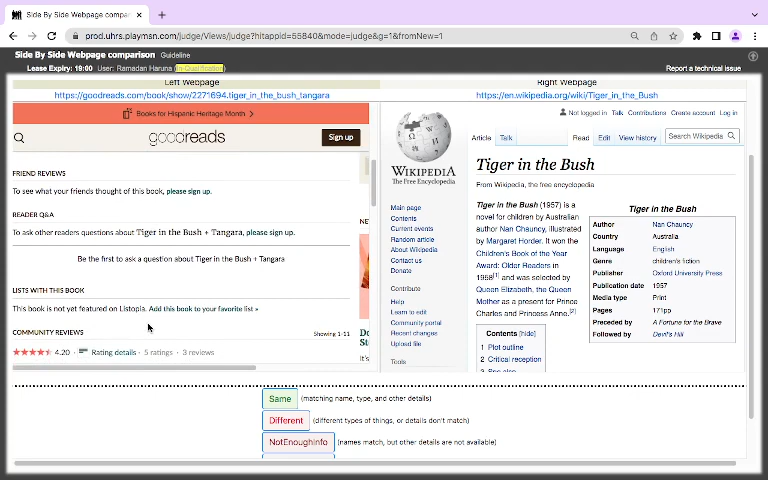 Side By Side Webpage comparison
prod.uhrs.playmsn.com/judge/Views/judge?hitappid=55840&mode=judge&g=1&fromNew=1
Side By Side Webpage comparison Guideline
Lease Expiry: 19:00 User: Ramadan Haruna (In-Qualification)
Report a technical issue
Left Webpage
Right Webpage
https://goodreads.com/book/show/2271694.tiger_in_the_bush_tangara
https://en.wikipedia.org/wiki/Tiger_in_the_Bush
Books for Hispanic Heritage Month
goodreads
Sign up
FRIEND REVIEWS
To see what your friends thought of this book, please sign up.
READER Q&A
To ask other readers questions about Tiger in the Bush + Tangara, please sign up.
Be the first to ask a question about Tiger in the Bush + Tangara
LISTS WITH THIS BOOK
This book is not yet featured on Listopia. Add this book to your favorite list »
COMMUNITY REVIEWS
Showing 1-11
4.20 · Rating details · 5 ratings · 3 reviews
NE
Do
St
It's
WIKIPEDIA
The Free Encyclopedia
Main page
Contents
Current events
Random article
About Wikipedia
Contact us
Donate
Contribute
Help
Learn to edit
Community portal
Recent changes
Upload file
Tools
Not logged in Talk Contributions Create account Log in
Article Talk Read Edit View history Search Wikipedia
Tiger in the Bush
From Wikipedia, the free encyclopedia
Tiger in the Bush (1957) is a
novel for children by Australian
author Nan Chauncy, illustrated
by Margaret Horder. It won the
Children's Book of the Year
Award: Older Readers in
1958[1] and was selected by
Queen Elizabeth, the Queen
Mother as a present for Prince
Charles and Princess Anne.[2]
Contents [hide]
1 Plot outline
2 Critical reception
3 See also
Tiger in the Bush
Author Nan Chauncy
Country Australia
Language English
Genre children's fiction
Publisher Oxford University Press
Publication date 1957
Media type Print
Pages 171pp
Preceded by A Fortune for the Brave
Followed by Devil's Hill
Same (matching name, type, and other details)
Different (different types of things, or details don't match)
NotEnoughInfo (names match, but other details are not available)